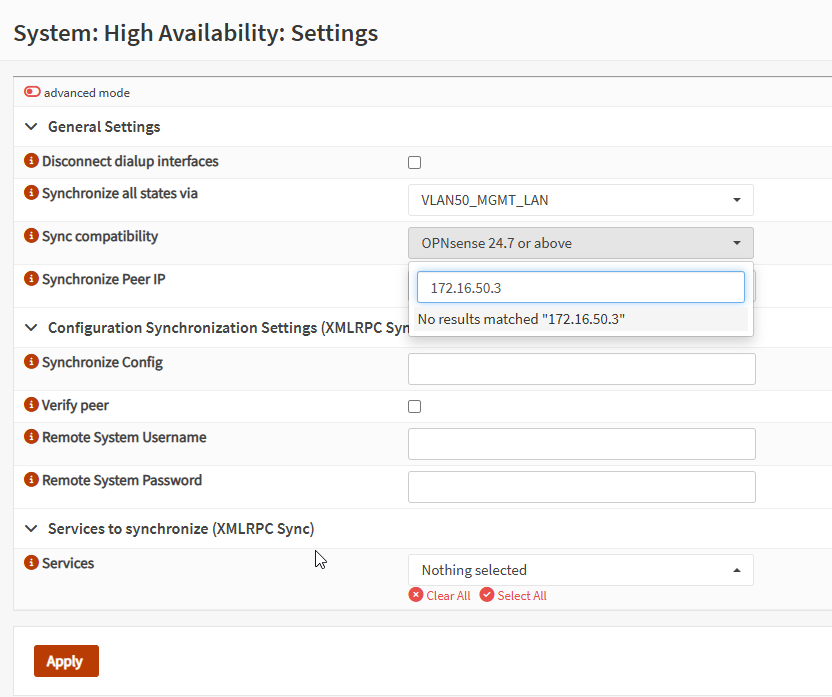 System: High Availability: Settings
advanced mode
General Settings
Disconnect dialup interfaces
Synchronize all states via
VLAN50_MGMT_LAN
Sync compatibility
OPNsense 24.7 or above
Synchronize Peer IP
172.16.50.3
No results matched "172.16.50.3"
Configuration Synchronization Settings (XMLRPC Syn
Synchronize Config
Verify peer
Remote System Username
Remote System Password
Services to synchronize (XMLRPC Sync)
Services
Nothing selected
Clear All Select All
Apply